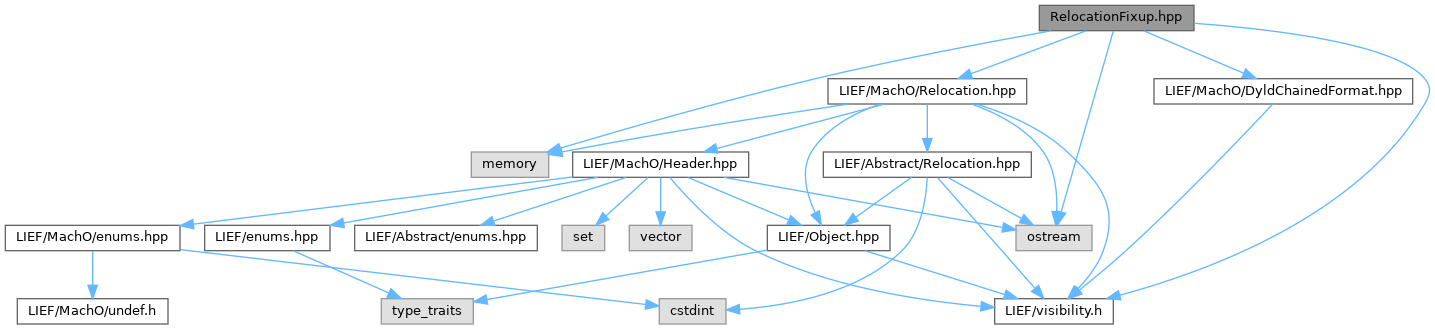 RelocationFixup.hpp
LIEF/MachO/Relocation.hpp
LIEF/MachO/DyldChainedFormat.hpp
memory
LIEF/MachO/Header.hpp
LIEF/Abstract/Relocation.hpp
LIEF/MachO/enums.hpp
LIEF/enums.hpp
LIEF/Abstract/enums.hpp
set
vector
LIEF/Object.hpp
ostream
LIEF/MachO/undef.h
type_traits
cstdint
LIEF/visibility.h